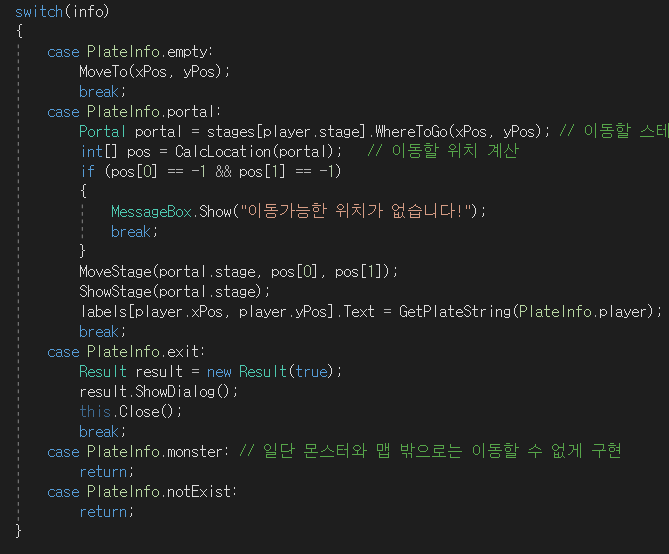 switch(info)
{
case PlateInfo.empty:
MoveTo(xPos, yPos);
break;
case PlateInfo.portal:
Portal portal = stages[player.stage].WhereToGo(xPos, yPos); // 이동할 스테
int[] pos = CalcLocation(portal); // 이동할 위치 계산
if (pos[0] == -1 && pos[1] == -1)
{
MessageBox.Show("이동가능한 위치가 없습니다!");
break;
}
MoveStage(portal.stage, pos[0], pos[1]);
ShowStage(portal.stage);
labels[player.xPos, player.yPos].Text = GetPlateString(PlateInfo.player);
break;
case PlateInfo.exit:
Result result = new Result(true);
result.ShowDialog();
this.Close();
break;
case PlateInfo.monster: // 일단 몬스터와 맵 밖으로는 이동할 수 없게 구현
return;
case PlateInfo.notExist:
return;
}